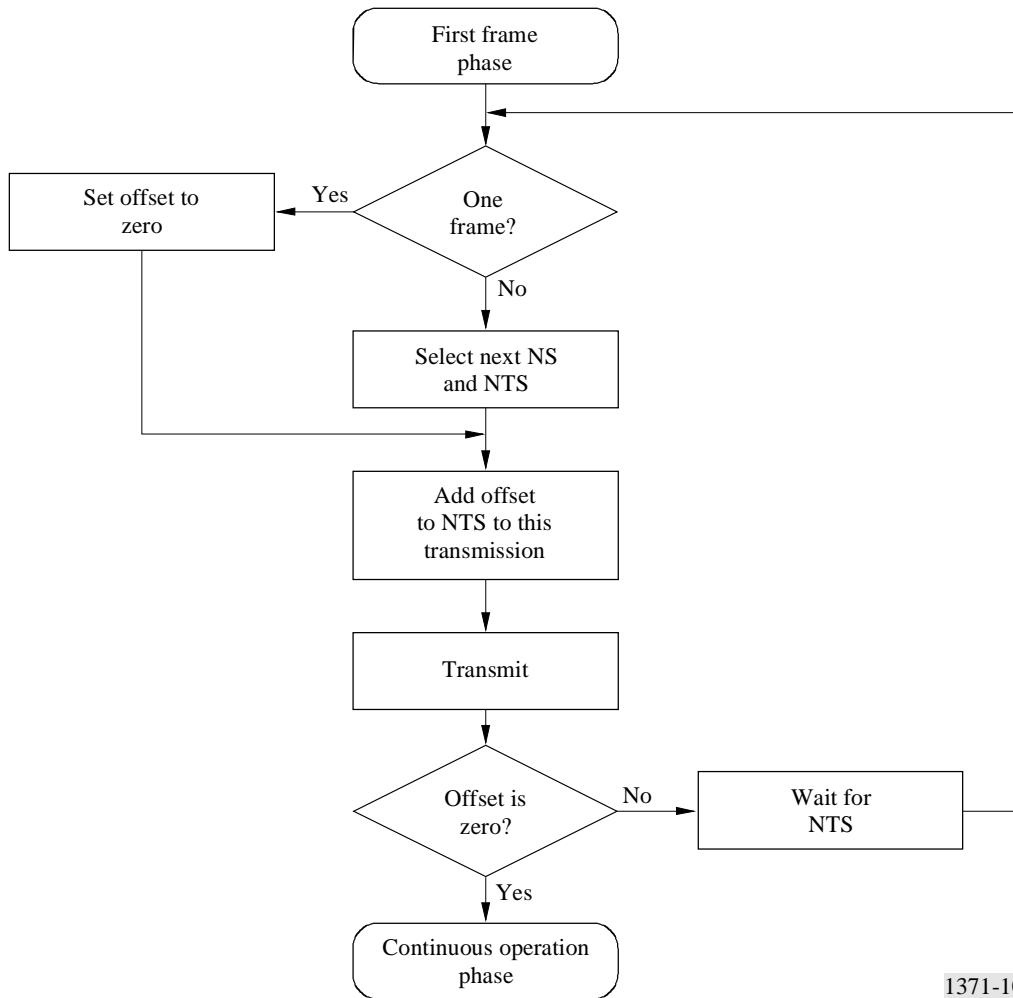 First frame
phase
One
frame?
Yes
Set offset to
zero
No
Select next NS
and NTS
Add offset
to NTS to this
transmission
Transmit
Offset is
zero?
No
Wait for
NTS
Yes
Continuous operation
phase